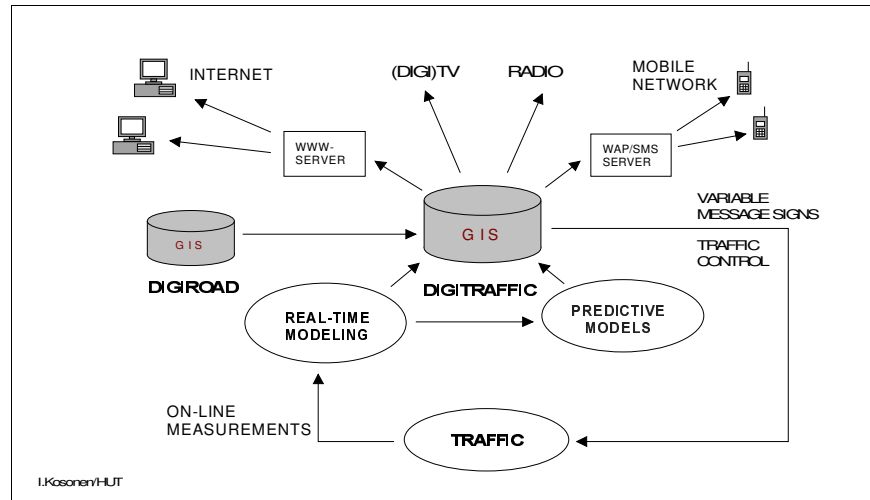 INTERNET
(DIGI)TV
RADIO
MOBILE
NETWORK
WWW-
SERVER
WAP/SMS
SERVER
VARIABLE
MESSAGE SIGNS
GIS
GIS
TRAFFIC
CONTROL
DIGIROAD
DIGITRAFFIC
REAL-TIME
MODELING
PREDICTIVE
MODELS
ON-LINE
MEASUREMENTS
TRAFFIC
I.Kosonen/HUT